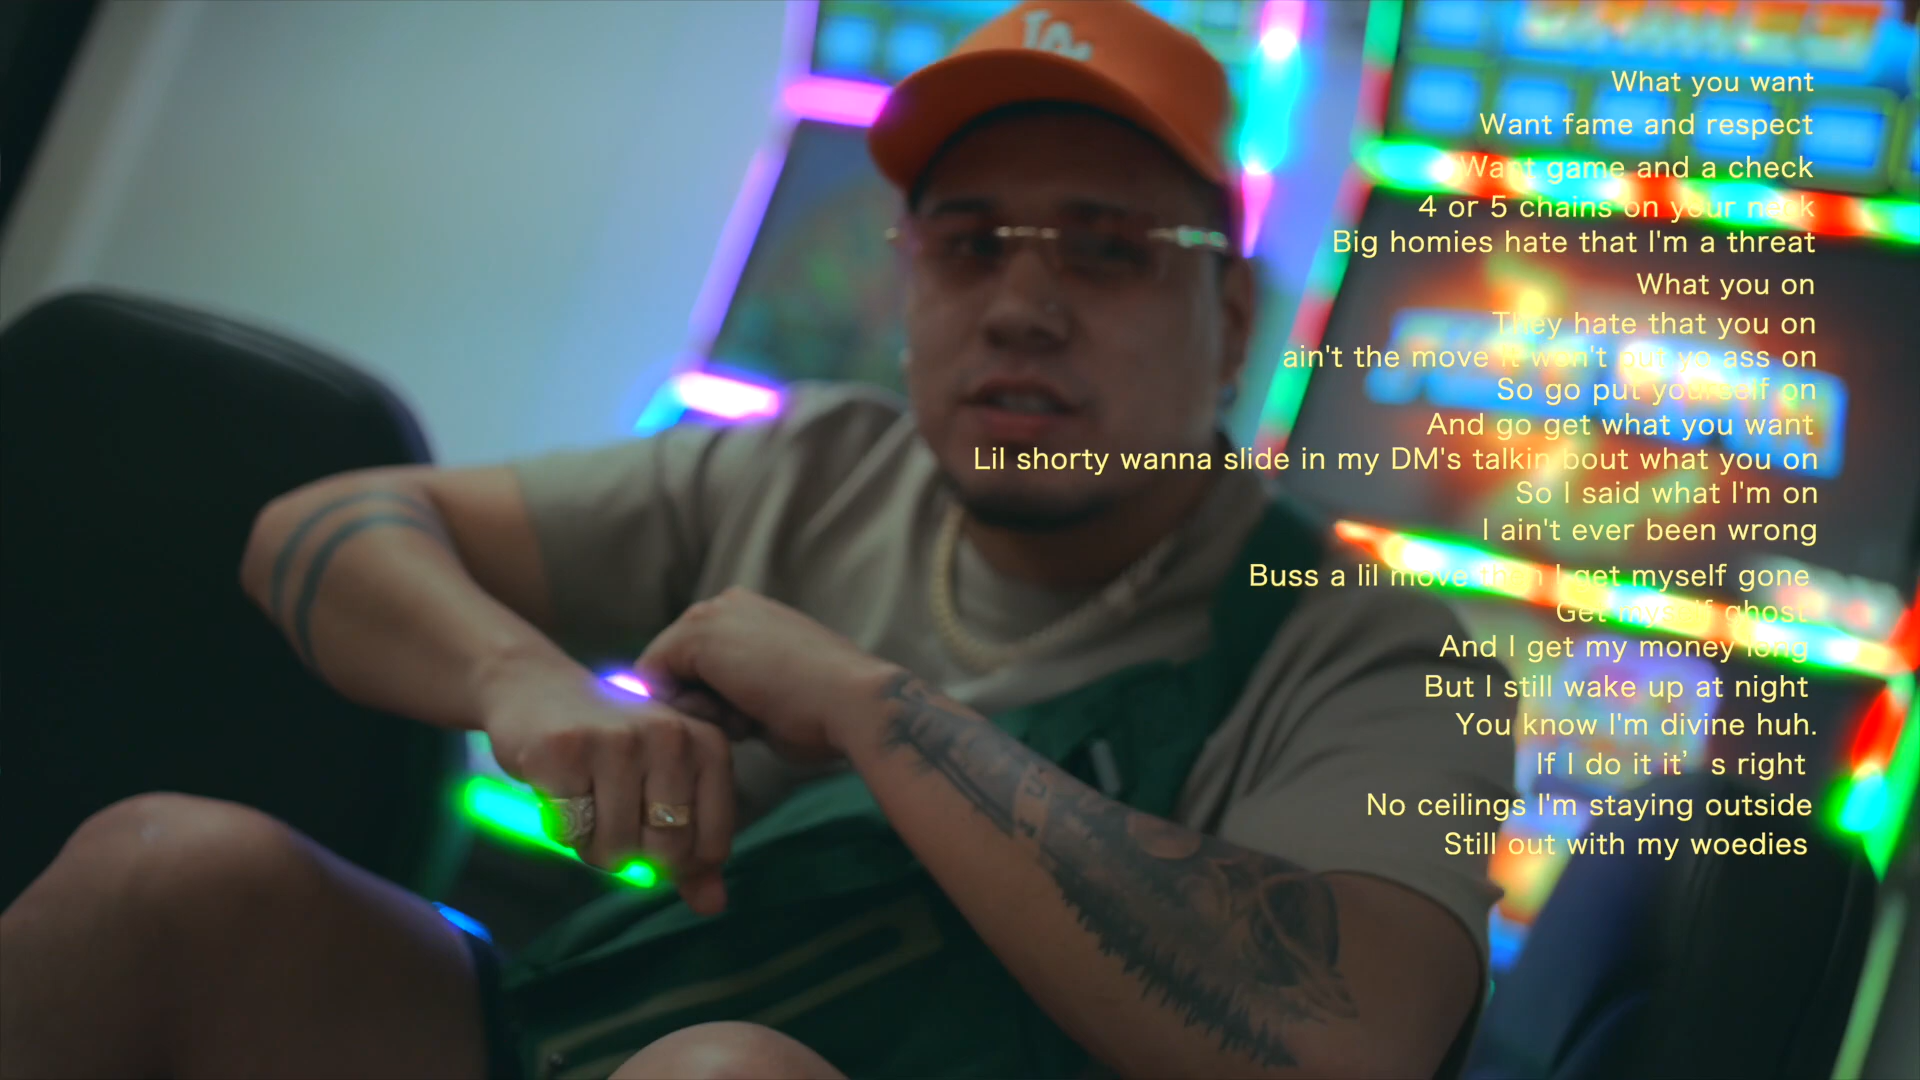 LA
What you want
Want fame and respect
Want game and a check
4 or 5 chains on your neck
Big homies hate that I'm a threat
What you on
They hate that you on
ain't the move it won't put yo ass on
So go put yourself on
And go get what you want
Lil shorty wanna slide in my DM's talkin bout what you on
So I said what I'm on
I ain't ever been wrong
Buss a lil move then I get myself gone
Get myself ghost
And I get my money long
But I still wake up at night
You know I'm divine huh.
If I do it it’s right
No ceilings I'm staying outside
Still out with my woedies